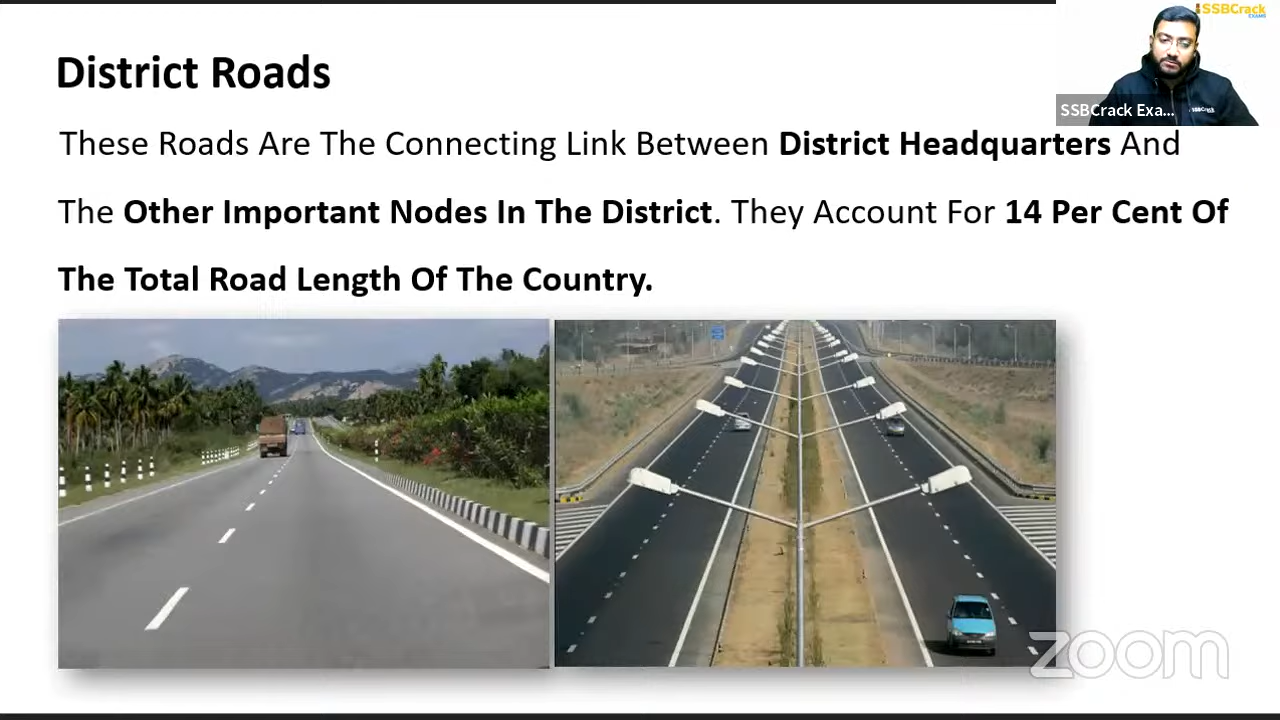 SSBCrack
EXAMS
District Roads
SSBCrack Exa...
These Roads Are The Connecting Link Between District Headquarters And
The Other Important Nodes In The District. They Account For 14 Per Cent Of
The Total Road Length Of The Country.
zoom